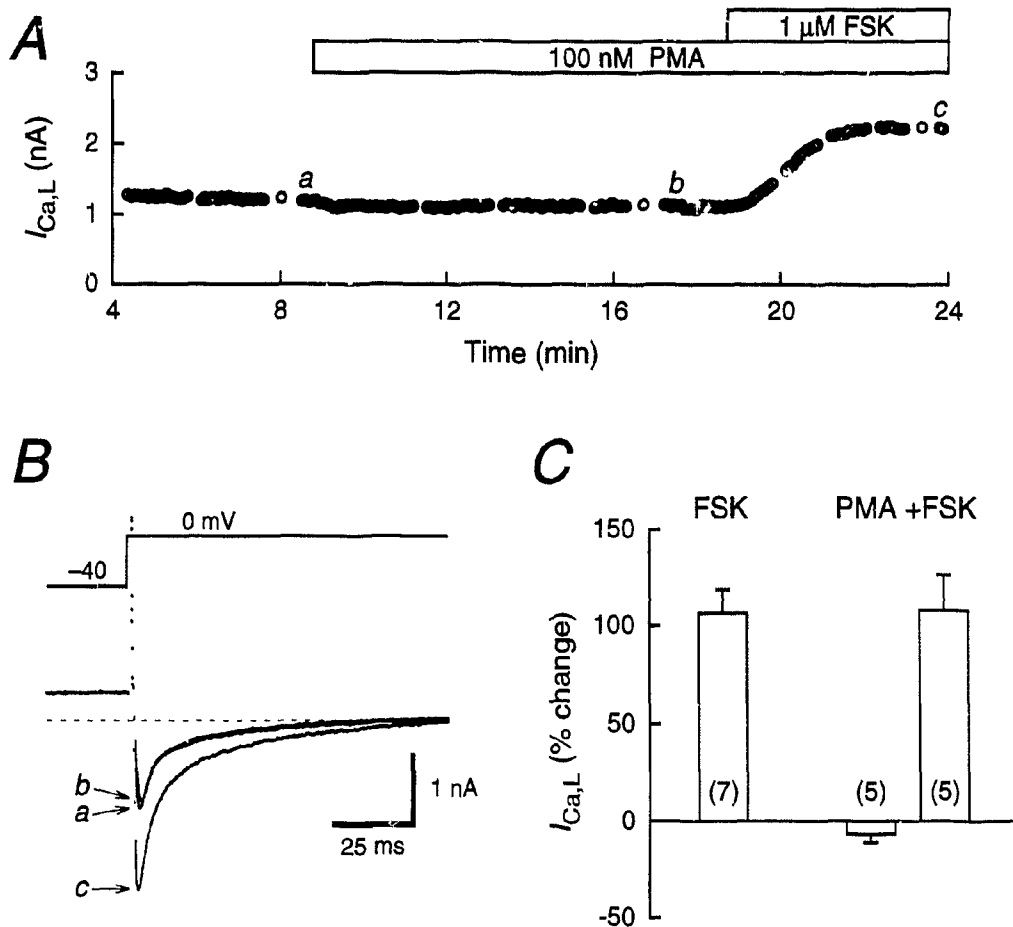 A
1 μM FSK
100 nM PMA
3
2
1
0
I Ca,L (nA)
a
b
c
4 8 12 16 20 24
Time (min)
B
0 mV
–40
b
a
c
1 nA
25 ms
C
FSK PMA +FSK
150
100
50
0
-50
I Ca,L (% change)
(7) (5) (5)